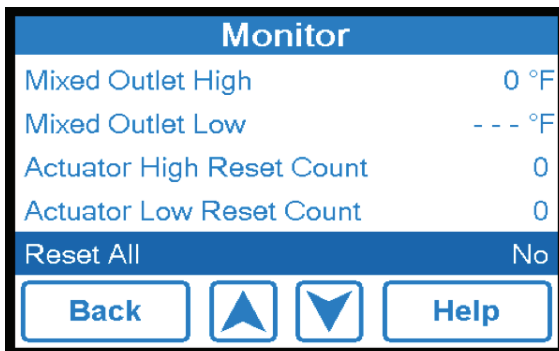 Monitor
Mixed Outlet High 0 °F
Mixed Outlet Low - - - °F
Actuator High Reset Count 0
Actuator Low Reset Count 0
Reset All No
Back Help